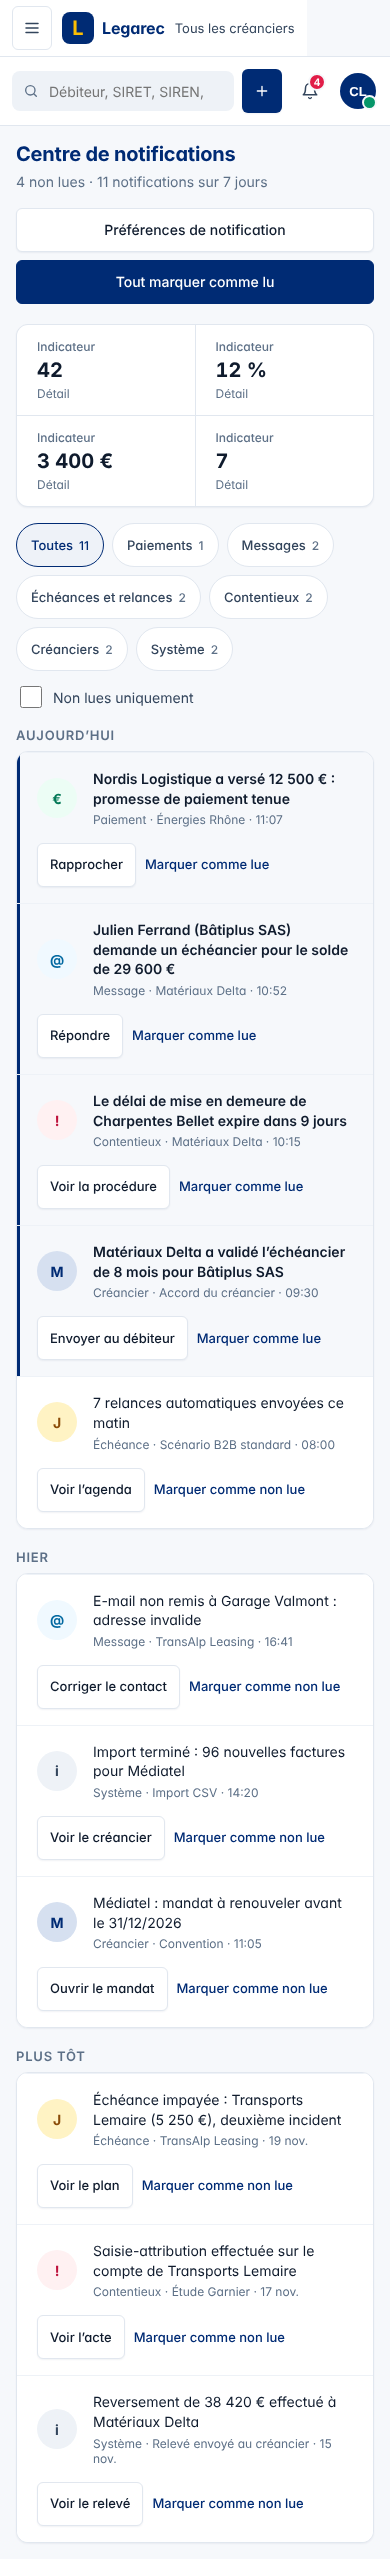 L Legarec Tous les créanciers
Débiteur, SIRET, SIREN,
+ 4 CL
Centre de notifications
4 non lues · 11 notifications sur 7 jours
Préférences de notification
Tout marquer comme lu
Indicateur Indicateur
42 12 %
Détail Détail
Indicateur Indicateur
3 400 € 7
Détail Détail
Toutes 11 Paiements 1 Messages 2
Échéances et relances 2 Contentieux 2
Créanciers 2 Système 2
Non lues uniquement
AUJOURD’HUI
€
Nordis Logistique a versé 12 500 € :
promesse de paiement tenue
Paiement · Énergies Rhône · 11:07
Rapprocher Marquer comme lue
@
Julien Ferrand (Bâtiplus SAS)
demande un échéancier pour le solde
de 29 600 €
Message · Matériaux Delta · 10:52
Répondre Marquer comme lue
!
Le délai de mise en demeure de
Charpentes Bellet expire dans 9 jours
Contentieux · Matériaux Delta · 10:15
Voir la procédure Marquer comme lue
M
Matériaux Delta a validé l’échéancier
de 8 mois pour Bâtiplus SAS
Créancier · Accord du créancier · 09:30
Envoyer au débiteur Marquer comme lue
J
7 relances automatiques envoyées ce
matin
Échéance · Scénario B2B standard · 08:00
Voir l’agenda Marquer comme non lue
HIER
@
E-mail non remis à Garage Valmont :
adresse invalide
Message · TransAlp Leasing · 16:41
Corriger le contact Marquer comme non lue
i
Import terminé : 96 nouvelles factures
pour Médiatel
Système · Import CSV · 14:20
Voir le créancier Marquer comme non lue
M
Médiatel : mandat à renouveler avant
le 31/12/2026
Créancier · Convention · 11:05
Ouvrir le mandat Marquer comme non lue
PLUS TÔT
J
Échéance impayée : Transports
Lemaire (5 250 €), deuxième incident
Échéance · TransAlp Leasing · 19 nov.
Voir le plan Marquer comme non lue
!
Saisie-attribution effectuée sur le
compte de Transports Lemaire
Contentieux · Étude Garnier · 17 nov.
Voir l’acte Marquer comme non lue
i
Reversement de 38 420 € effectué à
Matériaux Delta
Système · Relevé envoyé au créancier · 15
nov.
Voir le relevé Marquer comme non lue